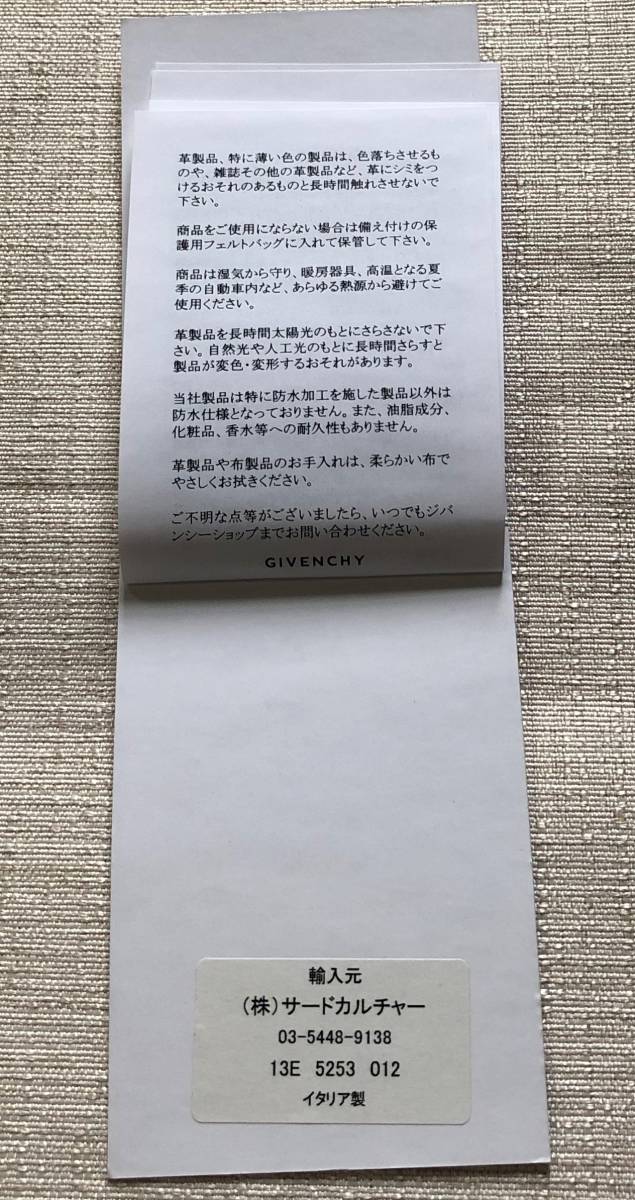 革製品、特に薄い色の製品は、色落ちさせるも
のや、雑誌その他の革製品など、革にシミをつ
けるおそれのあるものと長時間触れさせないで
下さい。
商品をご使用にならない場合は備え付けの保
護用フェルトバッグに入れて保管して下さい。
商品は湿気から守り、暖房器具、高温となる夏
季の自動車内など、あらゆる熱源から避けてご
使用ください。
革製品を長時間太陽光のもとにさらさないで下
さい。自然光や人工光のもとに長時間さらすと
製品が変色・変形するおそれがあります。
当社製品は特に防水加工を施した製品以外は
防水仕様となっておりません。また、油脂成分、
化粧品、香水等への耐久性もありません。
革製品や布製品のお手入れは、柔らかい布で
やさしくお拭きください。
ご不明な点等がございましたら、いつでもジバ
ンシーショップまでお問い合わせください。
GIVENCHY
輸入元
（株）サードカルチャー
03-5448-9138
13E 5253 012
イタリア製